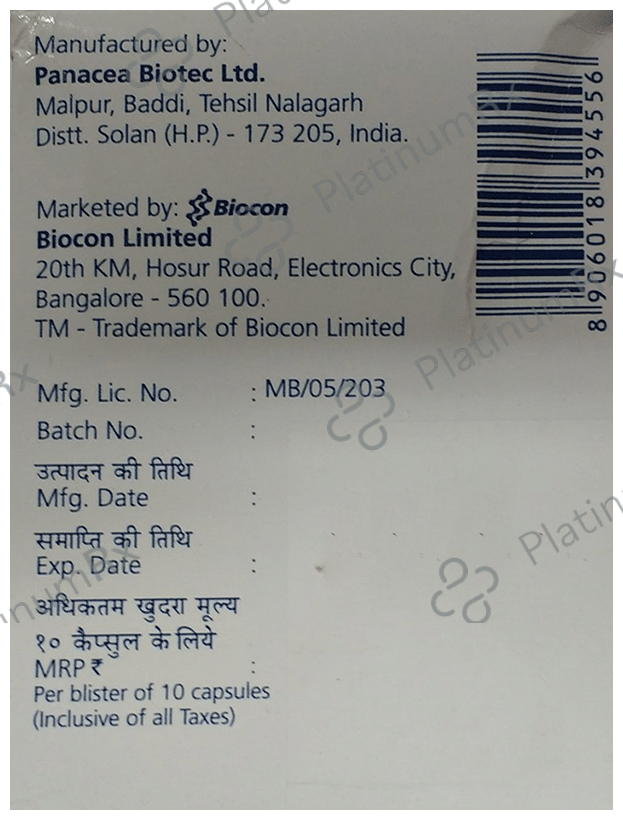 Manufactured by:
Panacea Biotec Ltd.
Malpur, Baddi, Tehsil Nalagarh
Distt. Solan (H.P.) - 173 205, India.
Marketed by: Biocon
Biocon Limited
20th KM, Hosur Road, Electronics City,
Bangalore - 560 100.
TM - Trademark of Biocon Limited
8906018394556
Mfg. Lic. No. : MB/05/203
Batch No. :
उत्पादन की तिथि
Mfg. Date :
समाप्ति की तिथि
Exp. Date :
अधिकतम खुदरा मूल्य
१० कैप्सुल के लिये
MRP ₹ :
Per blister of 10 capsules
(Inclusive of all Taxes)
PlatinumRx
PlatinumRx